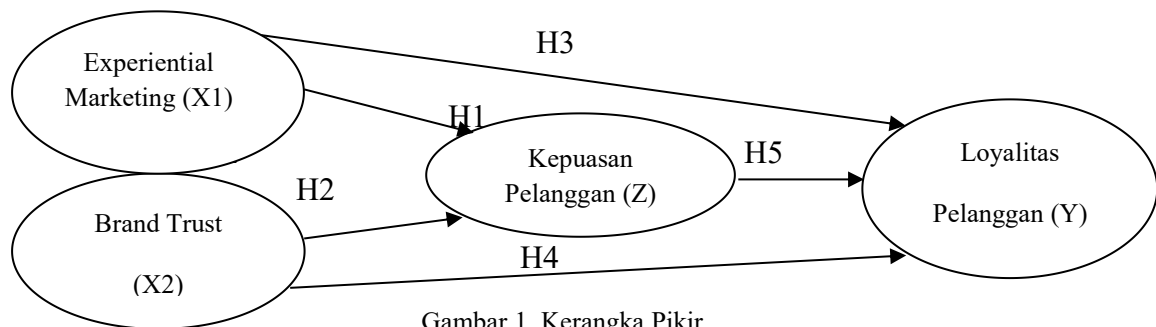 H3
Experiential
Marketing (X1)
H1
Kepuasan
Pelanggan (Z)
H5
Loyalitas
Pelanggan (Y)
H2
Brand Trust
(X2)
H4
Gambar 1. Kerangka Pikir